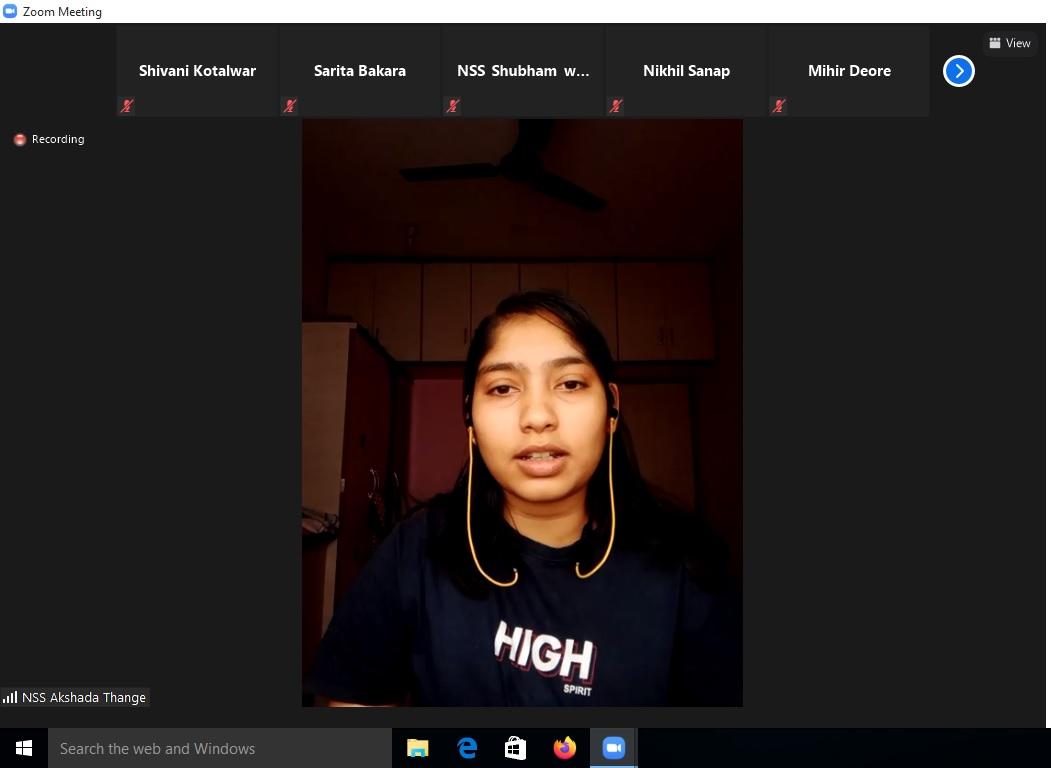 Zoom Meeting
Shivani Kotalwar
Sarita Bakara
NSS Shubham w...
Nikhil Sanap
Mihir Deore
View
Recording
HIGH
SPIRIT
NSS Akshada Thange
Search the web and Windows